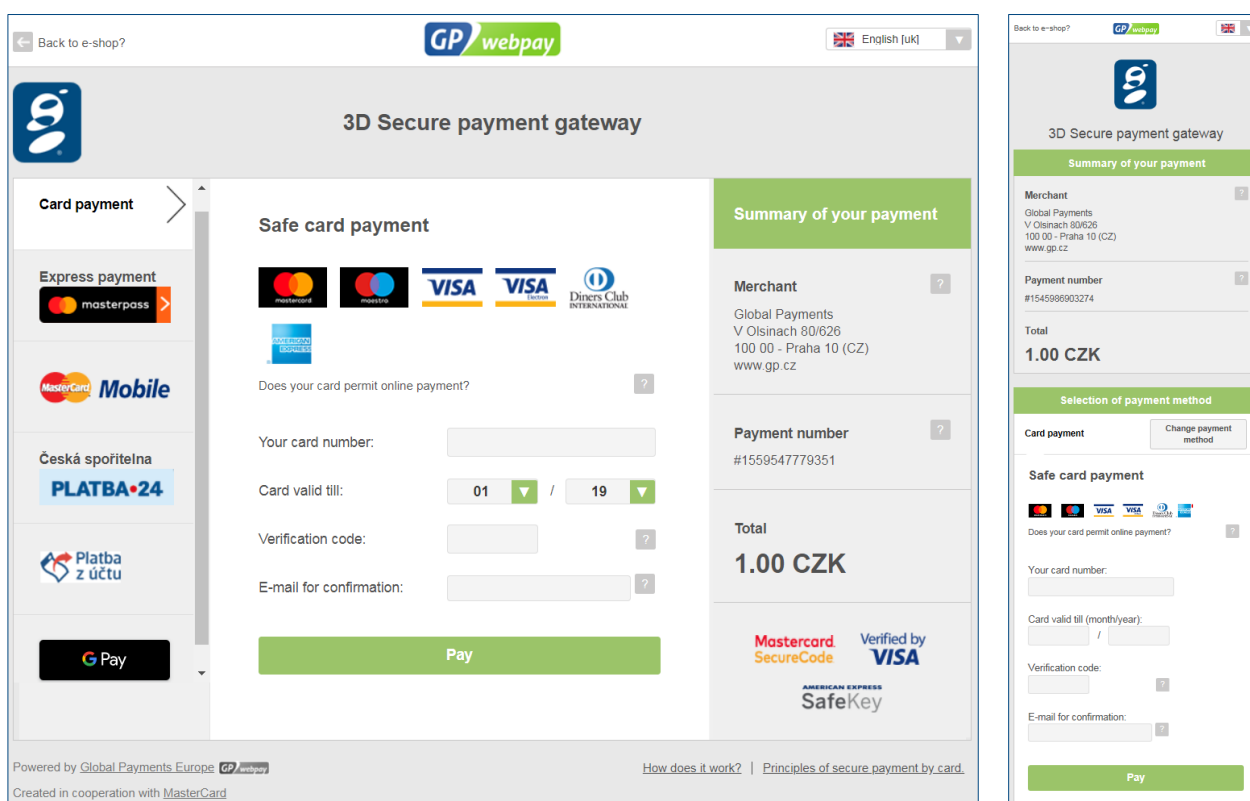 Back to e-shop?
GP webpay
English [uk]
3D Secure payment gateway
Card payment
Express payment
masterpass
MasterCard Mobile
Česká spořitelna
PLATBA•24
Platba
z účtu
G Pay
Safe card payment
mastercard
maestro
VISA
VISA
Electron
Diners Club
INTERNATIONAL
AMERICAN
EXPRESS
Does your card permit online payment?
?
Your card number:
Card valid till:
01 / 19
Verification code:
?
E-mail for confirmation:
?
Pay
Summary of your payment
Merchant
?
Global Payments
V Olsinach 80/626
100 00 - Praha 10 (CZ)
www.gp.cz
Payment number
?
#1559547779351
Total
1.00 CZK
Mastercard.
SecureCode
Verified by
VISA
AMERICAN EXPRESS
SafeKey
Powered by Global Payments Europe GP webpay
Created in cooperation with MasterCard
How does it work? | Principles of secure payment by card.
Back to e-shop?
GP webpay
3D Secure payment gateway
Summary of your payment
Merchant
?
Global Payments
V Olsinach 80/626
100 00 - Praha 10 (CZ)
www.gp.cz
Payment number
?
#1545986903274
Total
1.00 CZK
Selection of payment method
Card payment
Change payment
method
Safe card payment
VISA
VISA
Diners Club
Does your card permit online payment?
?
Your card number:
Card valid till (month/year):
/
Verification code:
?
E-mail for confirmation:
?
Pay